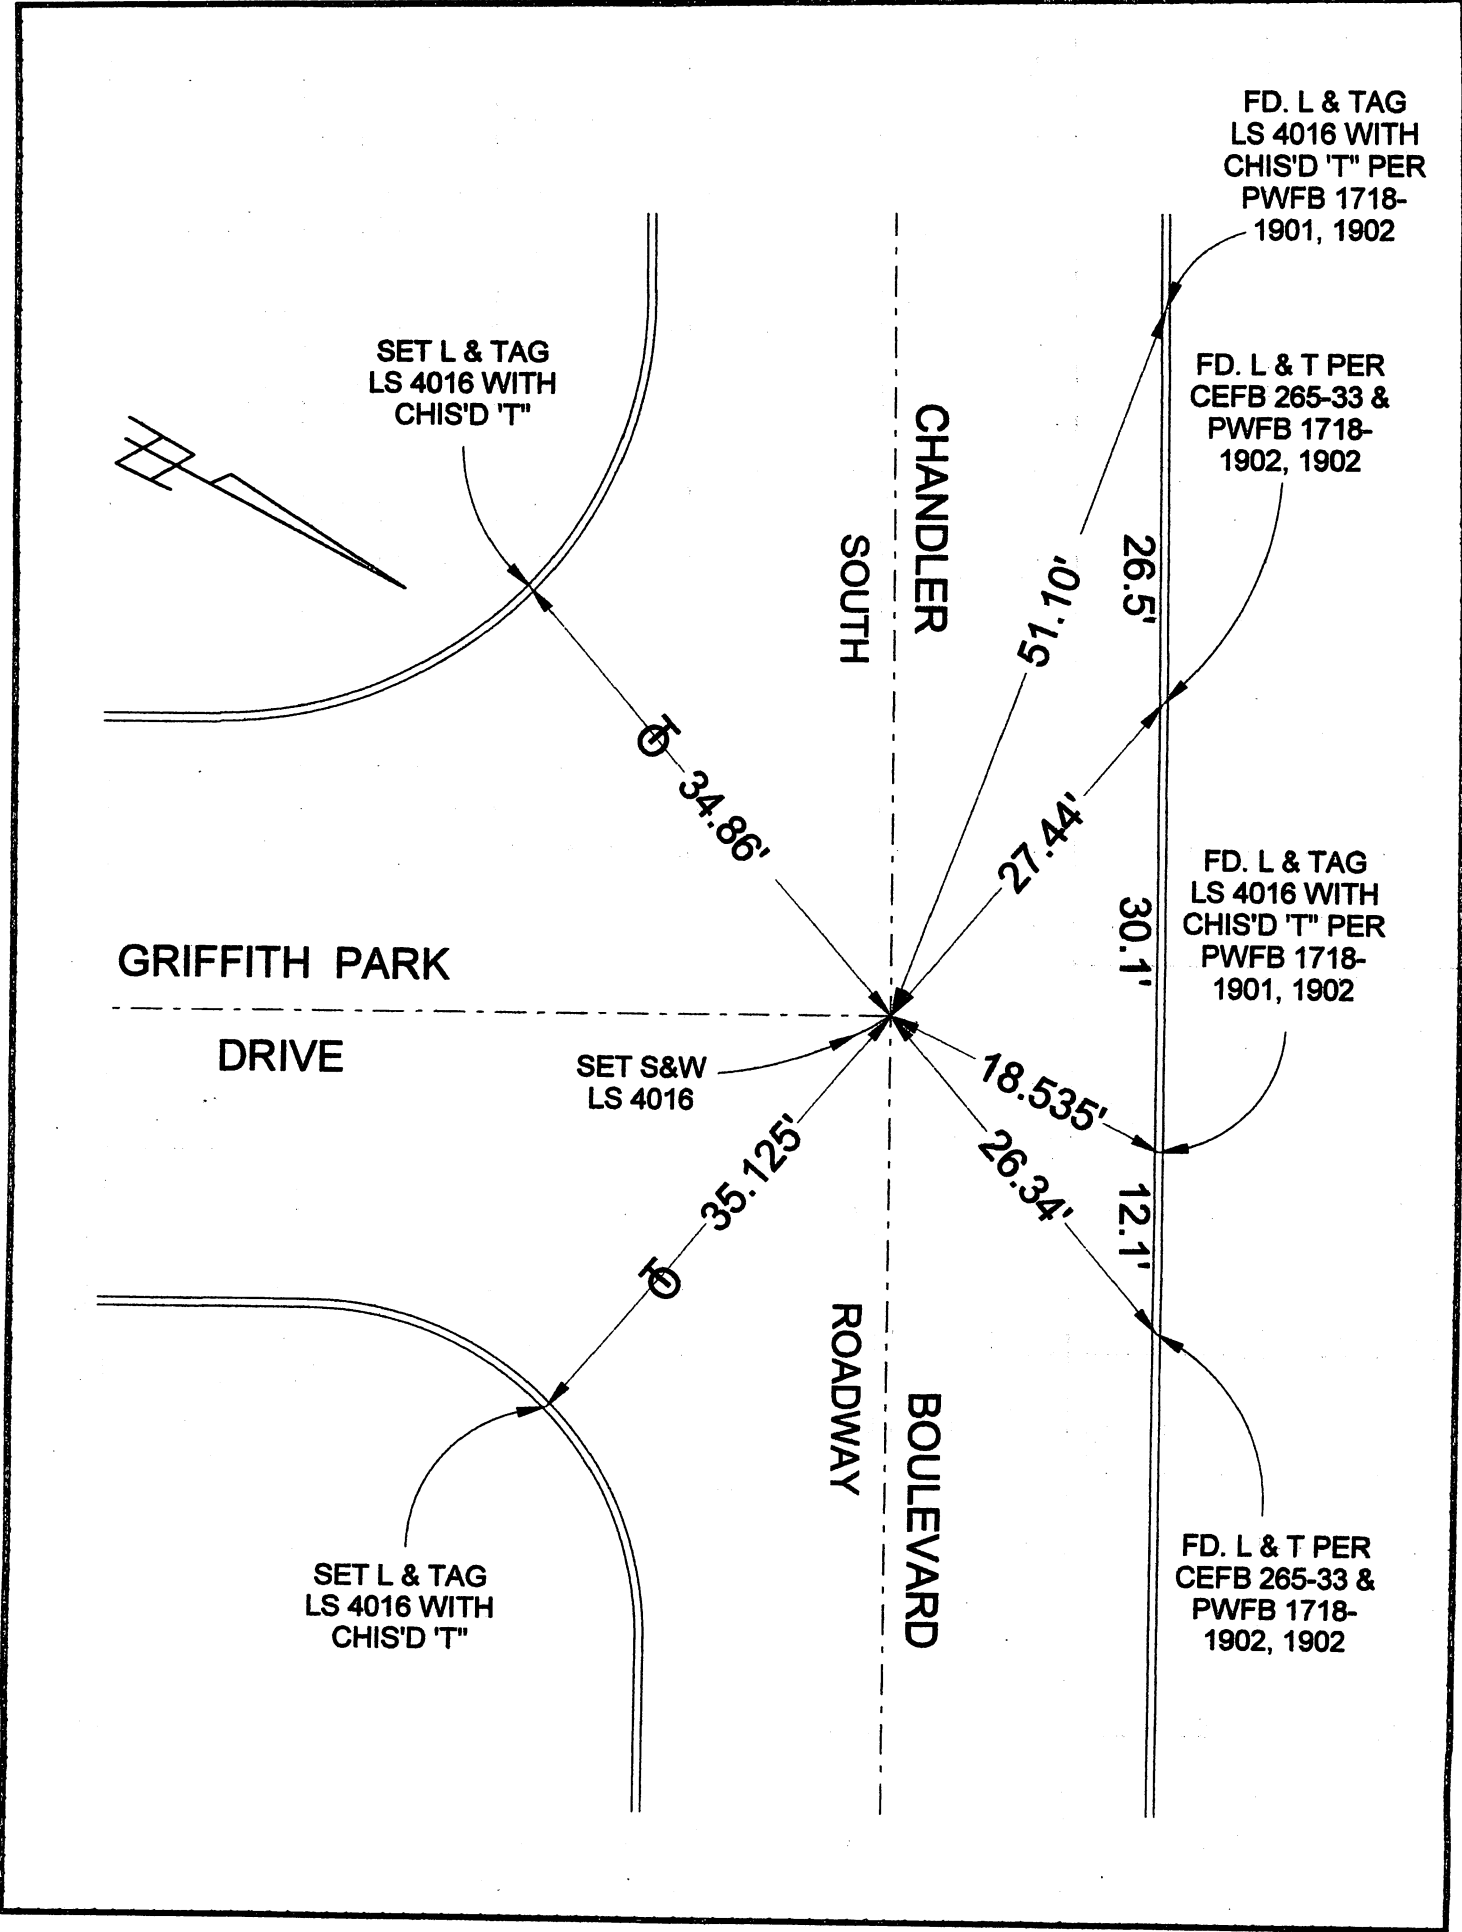 FD. L & TAG
LS 4016 WITH
CHIS'D 'T" PER
PWFB 1718-
1901, 1902
SET L & TAG
LS 4016 WITH
CHIS'D 'T"
FD. L & T PER
CEFB 265-33 &
PWFB 1718-
1902, 1902
CHANDLER
SOUTH
51.10'
26.5'
34.86'
27.44'
FD. L & TAG
LS 4016 WITH
CHIS'D 'T" PER
PWFB 1718-
1901, 1902
30.1'
GRIFFITH PARK
DRIVE
SET S&W
LS 4016
18.535'
35.125'
26.34'
12.1'
ROADWAY
BOULEVARD
SET L & TAG
LS 4016 WITH
CHIS'D 'T"
FD. L & T PER
CEFB 265-33 &
PWFB 1718-
1902, 1902